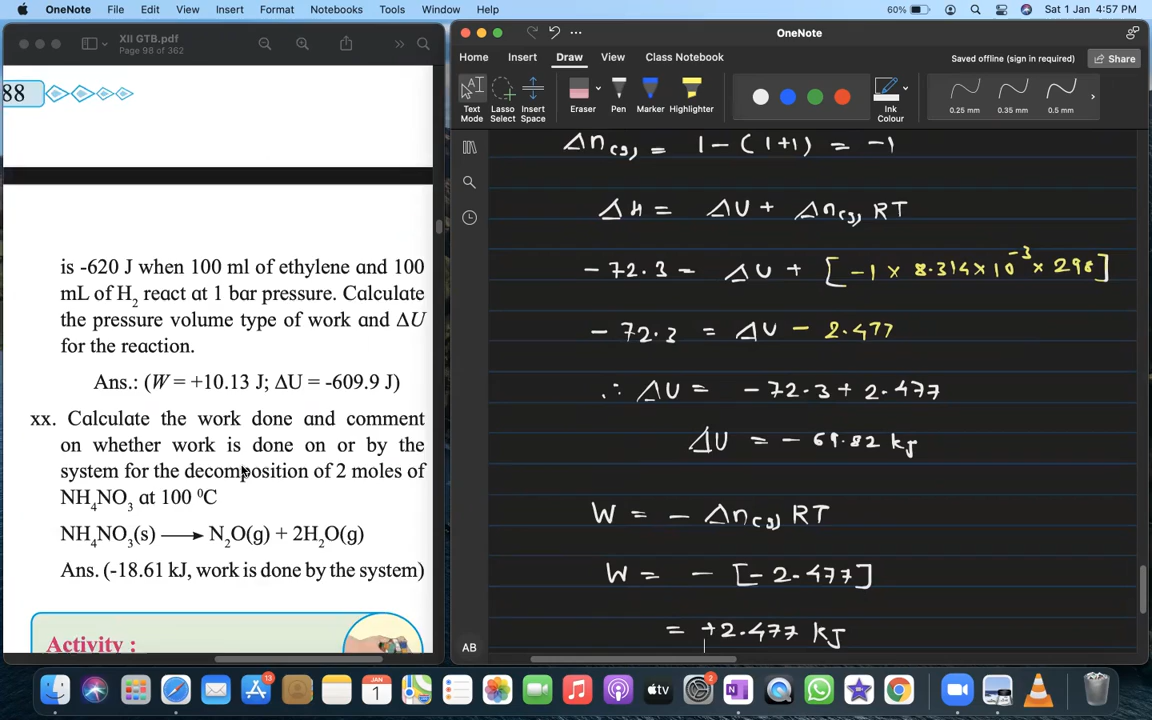 OneNote File Edit View Insert Format Notebooks Tools Window Help 60% Sat 1 Jan 4:57 PM
XII GTB.pdf
Page 98 of 362
88
is -620 J when 100 ml of ethylene and 100
mL of H₂ react at 1 bar pressure. Calculate
the pressure volume type of work and ΔU
for the reaction.
Ans.: (W = +10.13 J; ΔU = -609.9 J)
xx. Calculate the work done and comment
on whether work is done on or by the
system for the decomposition of 2 moles of
NH₄NO₃ at 100 ⁰C
NH₄NO₃(s) ⟶ N₂O(g) + 2H₂O(g)
Ans. (-18.61 kJ, work is done by the system)
Activity :
OneNote
Home Insert Draw View Class Notebook
Saved offline (sign in required)
Share
Text Mode
Lasso Select
Insert Space
Eraser
Pen
Marker
Highlighter
Ink Colour
0.25 mm
0.35 mm
0.5 mm
Δn(g) = 1 - (1+1) = -1
ΔH = ΔU + Δn(g) RT
-72.3 = ΔU + [-1 × 8.314 × 10⁻³ × 298]
-72.3 = ΔU - 2.477
∴ ΔU = -72.3 + 2.477
ΔU = - 69.82 kJ
W = - Δn(g) RT
W = - [-2.477]
= +2.477 kJ
AB
13
JAN
1
tv
2